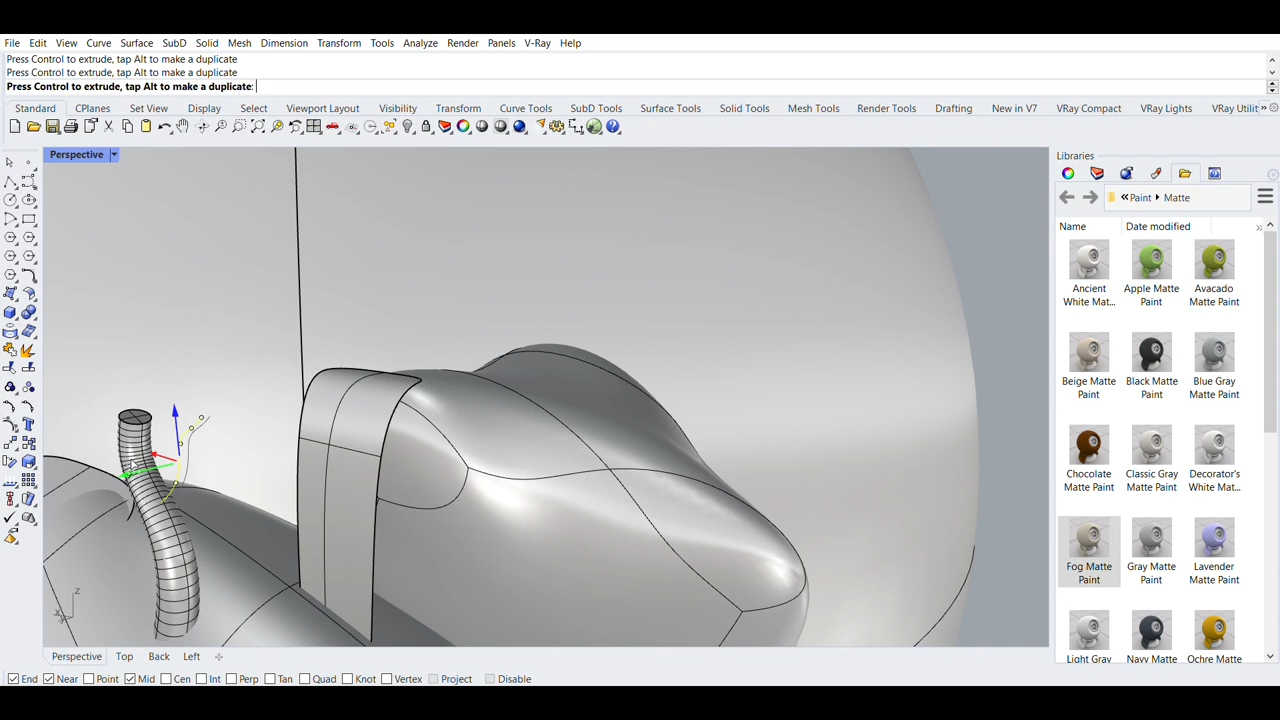 File Edit View Curve Surface SubD Solid Mesh Dimension Transform Tools Analyze Render Panels V-Ray Help
Press Control to extrude, tap Alt to make a duplicate
Press Control to extrude, tap Alt to make a duplicate
Press Control to extrude, tap Alt to make a duplicate:
Standard CPlanes Set View Display Select Viewport Layout Visibility Transform Curve Tools SubD Tools Surface Tools Solid Tools Mesh Tools Render Tools Drafting New in V7 VRay Compact VRay Lights VRay Utilit
Perspective
Libraries
Paint Matte
Name Date modified
Ancient White Mat...
Apple Matte Paint
Avacado Matte Paint
Beige Matte Paint
Black Matte Paint
Blue Gray Matte Paint
Chocolate Matte Paint
Classic Gray Matte Paint
Decorator's White Mat...
Fog Matte Paint
Gray Matte Paint
Lavender Matte Paint
Light Gray
Navy Matte
Ochre Matte
z
x
y
Perspective Top Back Left
End Near Point Mid Cen Int Perp Tan Quad Knot Vertex Project Disable